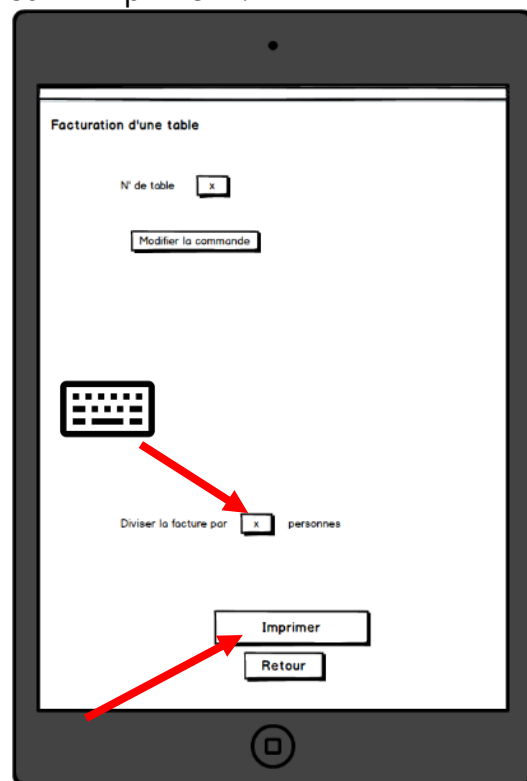 Facturation d'une table
N° de table x
Modifier la commande
Diviser la facture par x personnes
Imprimer
Retour